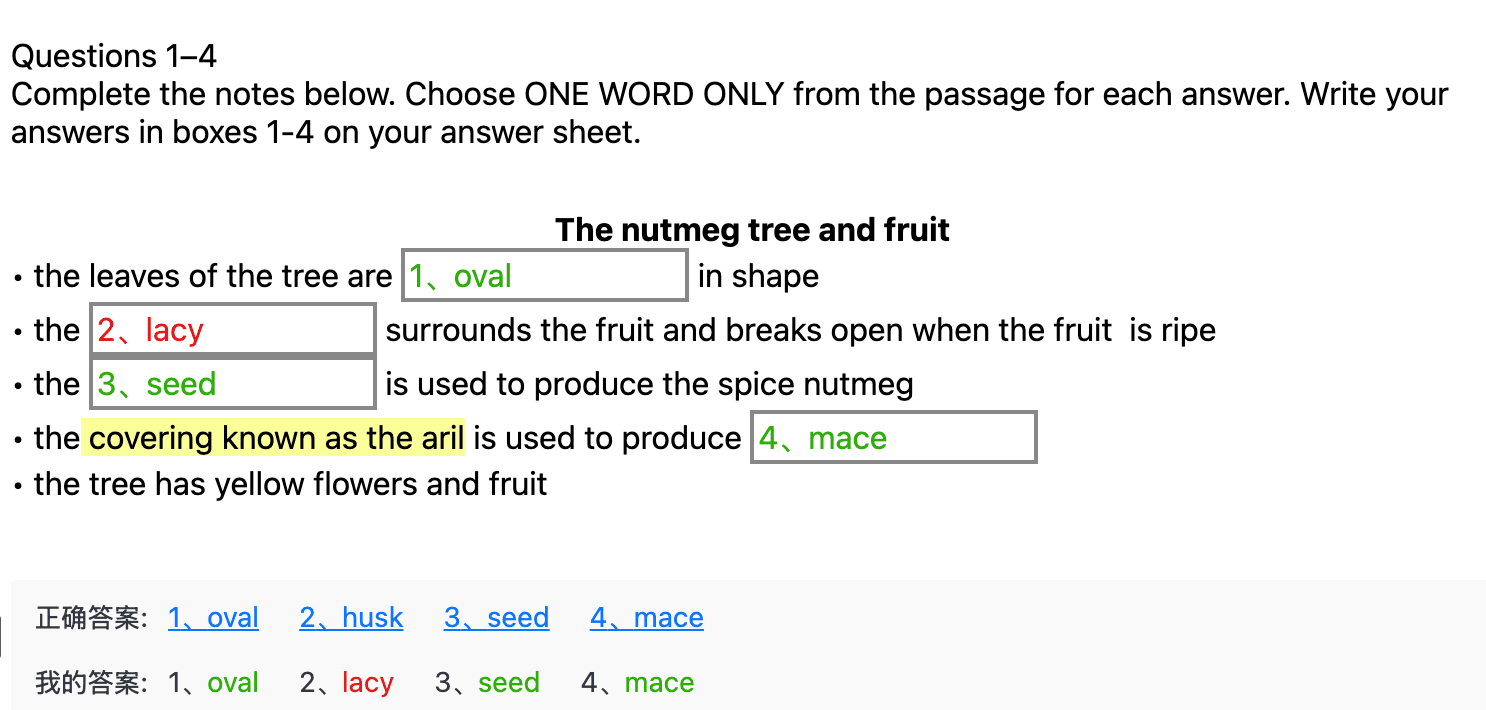 Questions 1–4
Complete the notes below. Choose ONE WORD ONLY from the passage for each answer. Write your
answers in boxes 1-4 on your answer sheet.
The nutmeg tree and fruit
• the leaves of the tree are 1、oval in shape
• the 2、lacy surrounds the fruit and breaks open when the fruit is ripe
• the 3、seed is used to produce the spice nutmeg
• the covering known as the aril is used to produce 4、mace
• the tree has yellow flowers and fruit
正确答案: 1、oval 2、husk 3、seed 4、mace
我的答案: 1、oval 2、lacy 3、seed 4、mace